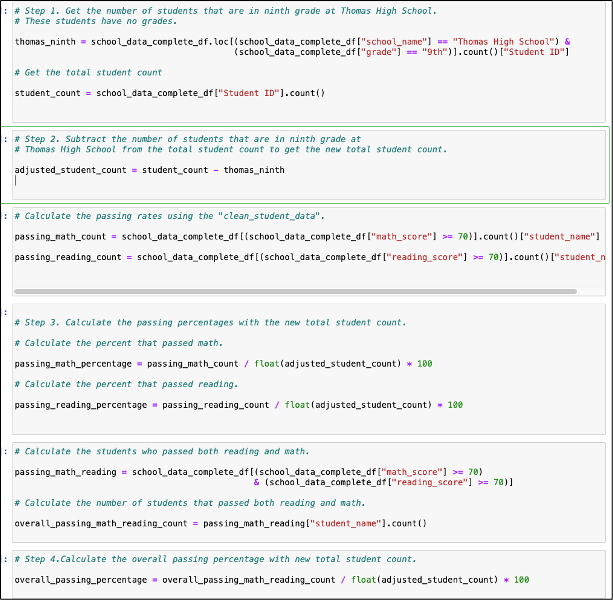 : # Step 1. Get the number of students that are in ninth grade at Thomas High School.
# These students have no grades.
thomas_ninth = school_data_complete_df.loc[(school_data_complete_df["school_name"] == "Thomas High School") &
(school_data_complete_df["grade"] == "9th")].count()["Student ID"]
# Get the total student count
student_count = school_data_complete_df["Student ID"].count()
: # Step 2. Subtract the number of students that are in ninth grade at
# Thomas High School from the total student count to get the new total student count.
adjusted_student_count = student_count - thomas_ninth
: # Calculate the passing rates using the "clean_student_data".
passing_math_count = school_data_complete_df[(school_data_complete_df["math_score"] >= 70)].count()["student_name"]
passing_reading_count = school_data_complete_df[(school_data_complete_df["reading_score"] >= 70)].count()["student_n
:
# Step 3. Calculate the passing percentages with the new total student count.
# Calculate the percent that passed math.
passing_math_percentage = passing_math_count / float(adjusted_student_count) * 100
# Calculate the percent that passed reading.
passing_reading_percentage = passing_reading_count / float(adjusted_student_count) * 100
: # Calculate the students who passed both reading and math.
passing_math_reading = school_data_complete_df[(school_data_complete_df["math_score"] >= 70)
& (school_data_complete_df["reading_score"] >= 70)]
# Calculate the number of students that passed both reading and math.
overall_passing_math_reading_count = passing_math_reading["student_name"].count()
: # Step 4.Calculate the overall passing percentage with new total student count.
overall_passing_percentage = overall_passing_math_reading_count / float(adjusted_student_count) * 100